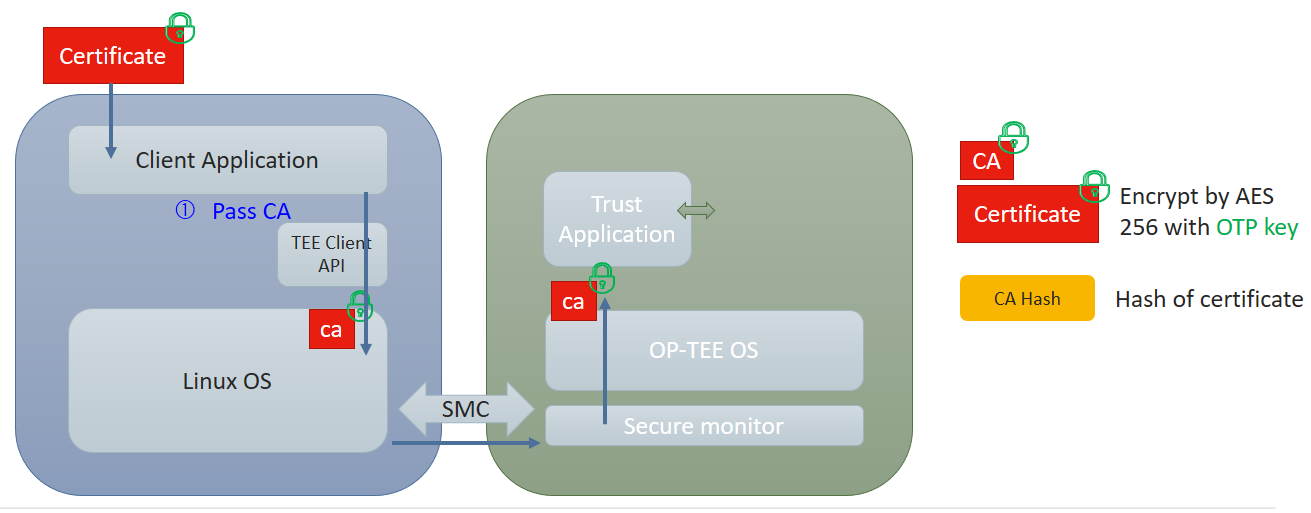 Certificate
Client Application
① Pass CA
TEE Client
API
ca
Linux OS
SMC
Trust
Application
ca
OP-TEE OS
Secure monitor
CA
Certificate
Encrypt by AES
256 with OTP key
CA Hash
Hash of certificate